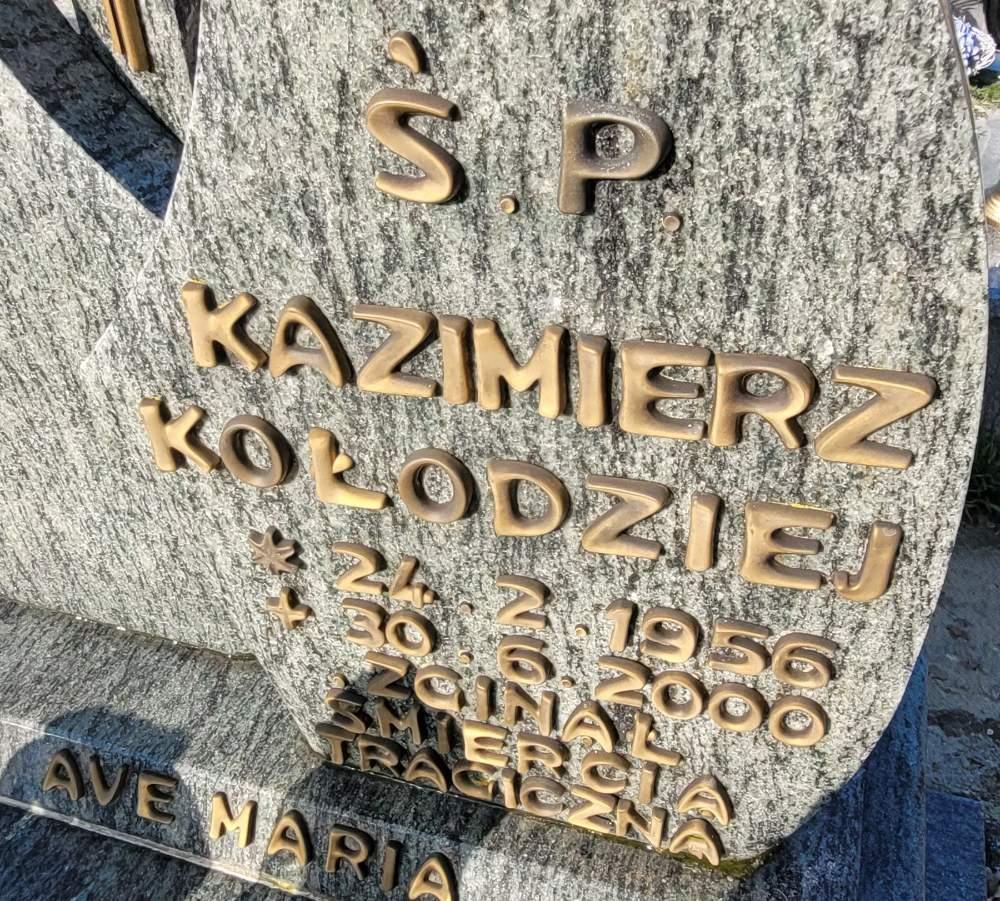 Ś.P.
KAZIMIERZ
KOŁODZIEJ
* 24.2.1956
+ 30.6.2000
ZGINĄŁ
ŚMIERCIĄ
TRAGICZNĄ
AVE MARIA